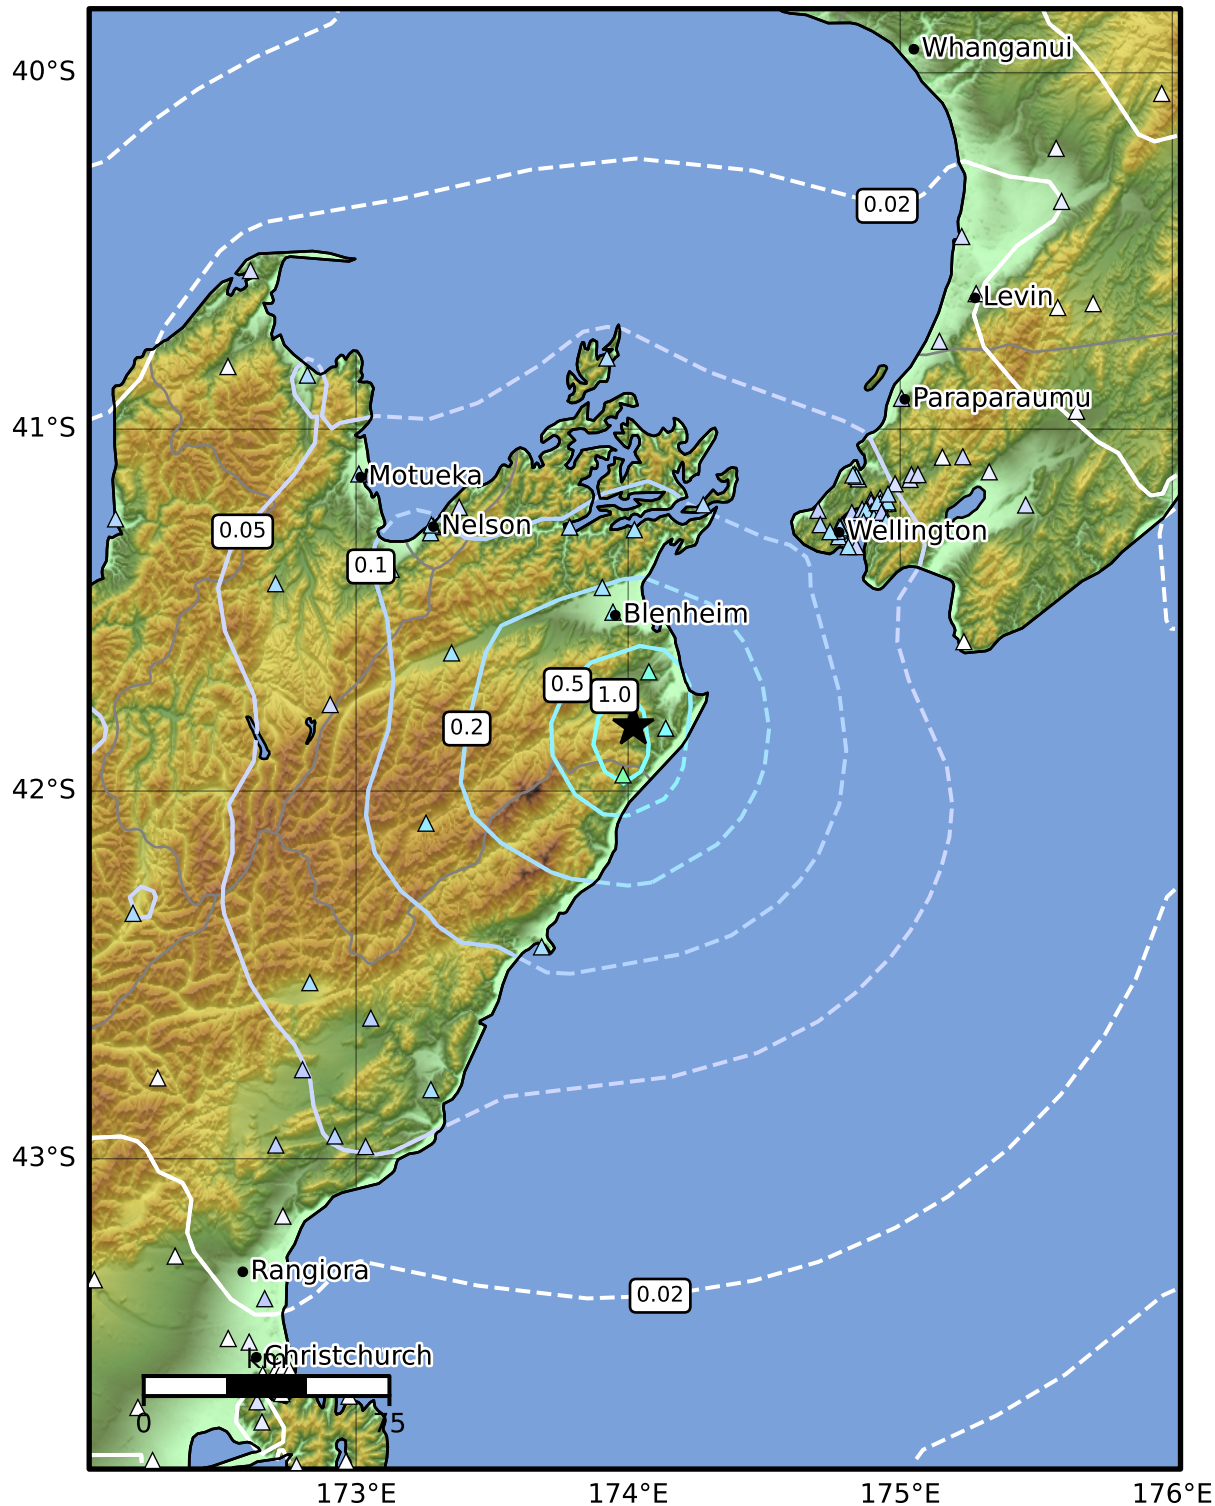 Whanganui
40°S
0.02
Levin
Paraparaumu
41°S
Motueka
Nelson
0.05
Wellington
0.1
Blenheim
0.5
1.0
0.2
42°S
43°S
Rangiora
0.02
Christchurch
km
0
75
173°E
174°E
175°E
176°E